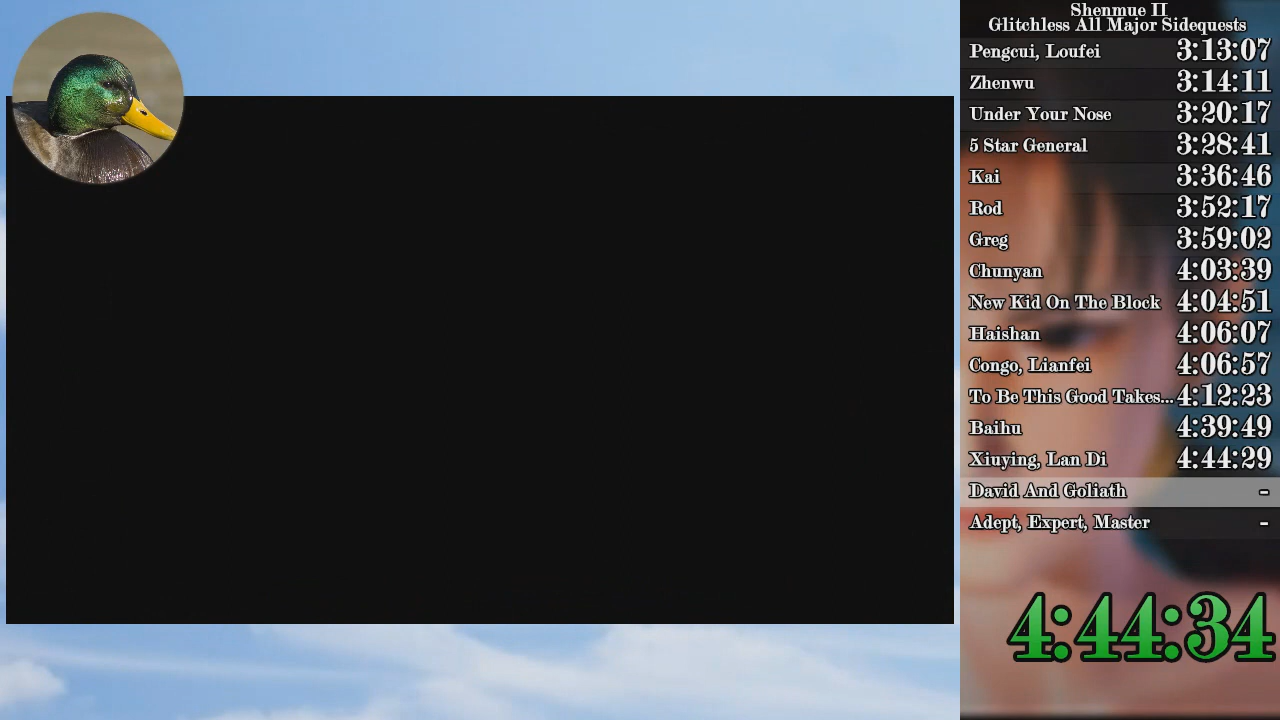 Shenmue II
Glitchless All Major Sidequests
Pengcui, Loufei 3:13:07
Zhenwu 3:14:11
Under Your Nose 3:20:17
5 Star General 3:28:41
Kai 3:36:46
Rod 3:52:17
Greg 3:59:02
Chunyan 4:03:39
New Kid On The Block 4:04:51
Haishan 4:06:07
Congo, Lianfei 4:06:57
To Be This Good Takes... 4:12:23
Baihu 4:39:49
Xiuying, Lan Di 4:44:29
David And Goliath -
Adept, Expert, Master -
4:44:34